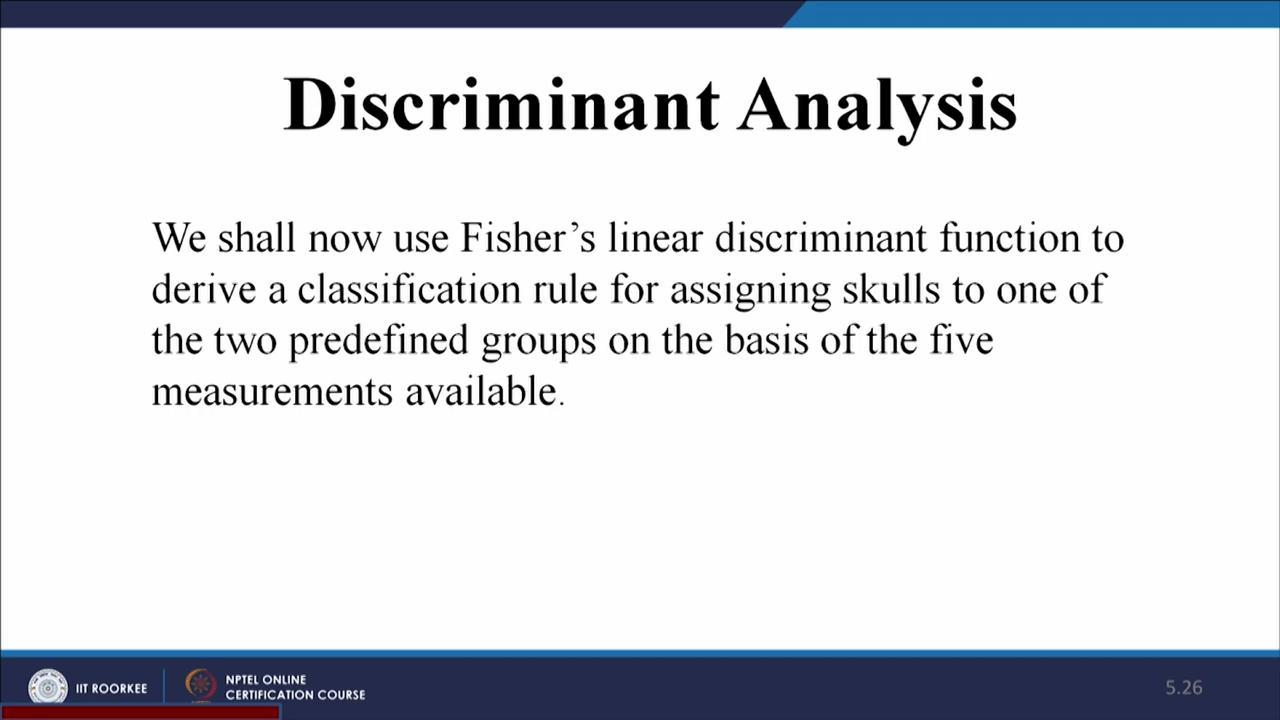 Discriminant Analysis
We shall now use Fisher’s linear discriminant function to
derive a classification rule for assigning skulls to one of
the two predefined groups on the basis of the five
measurements available.
IIT ROORKEE
NPTEL ONLINE
CERTIFICATION COURSE
5.26